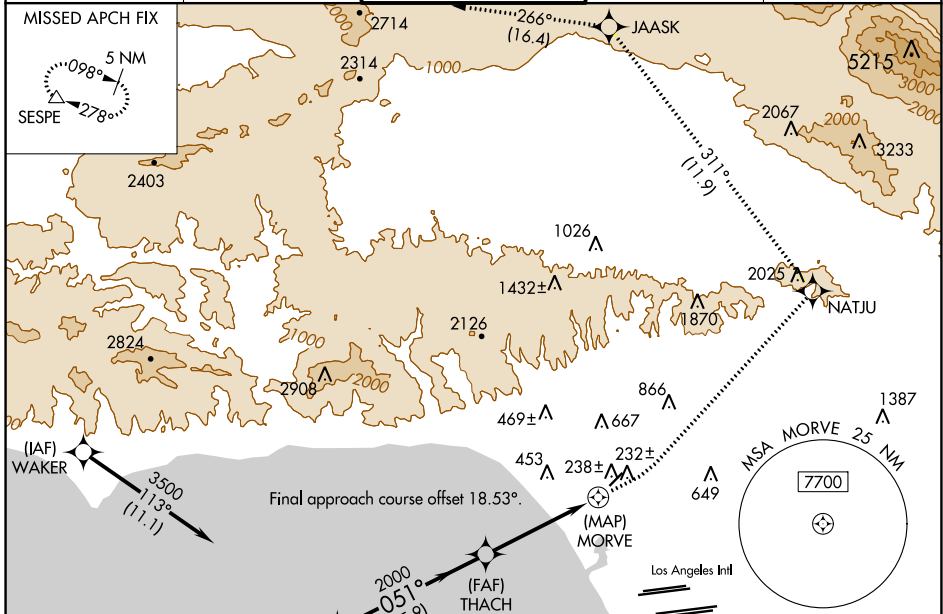 MISSED APCH FIX
5 NM
098°
278°
SESPE
2714
2314
1000
266°
(16.4)
JAASK
5215
3000
2000
2067
2000
3233
2403
311°
(11.9)
1026
1432±
2025
NATJU
1870
2126
1000
2824
2908
2000
866
1387
469±
667
(IAF)
WAKER
3500
113°
(11.1)
453
238±
232±
649
MSA MORVE 25 NM
7700
Final approach course offset 18.53°.
(MAP)
MORVE
Los Angeles Intl
2000
051°
(FAF)
THACH